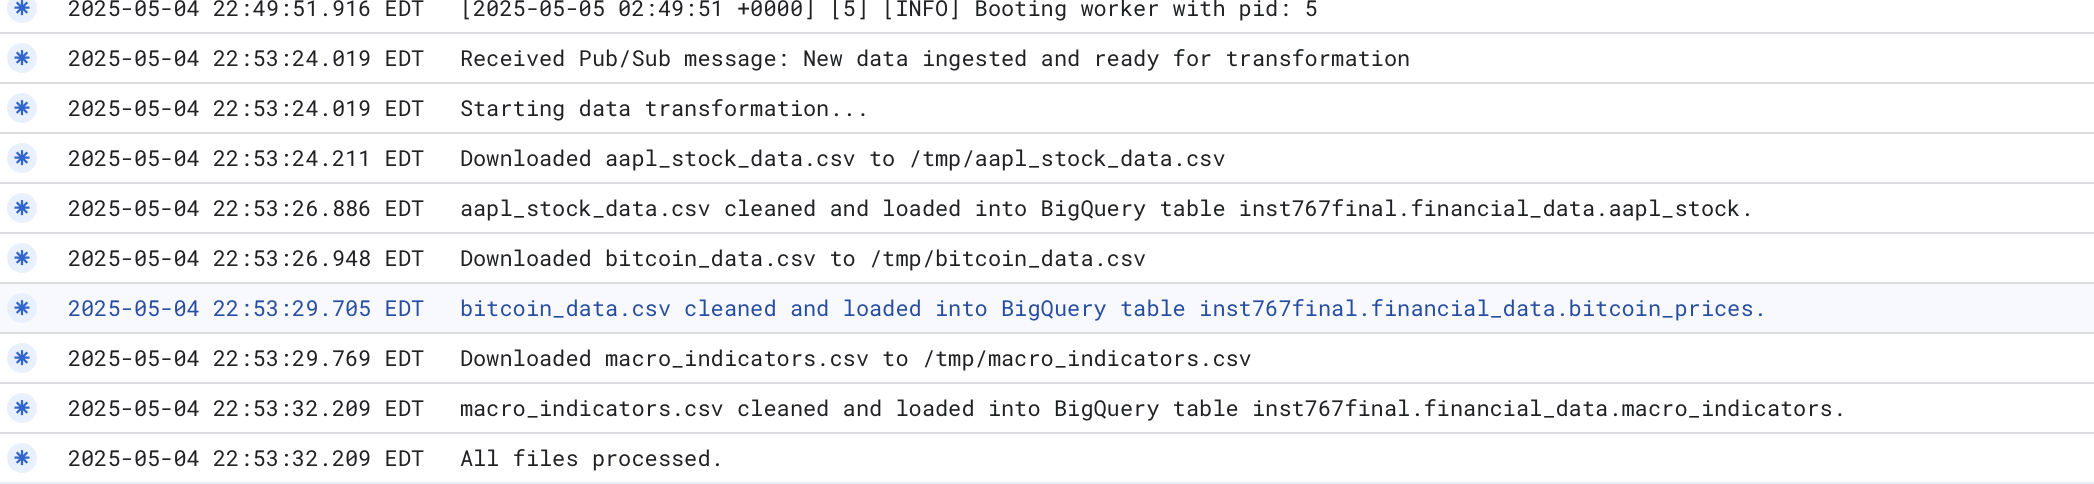 2025-05-04 22:49:51.916 EDT [2025-05-05 02:49:51 +0000] [5] [INFO] Booting worker with pid: 5
2025-05-04 22:53:24.019 EDT Received Pub/Sub message: New data ingested and ready for transformation
2025-05-04 22:53:24.019 EDT Starting data transformation...
2025-05-04 22:53:24.211 EDT Downloaded aapl_stock_data.csv to /tmp/aapl_stock_data.csv
2025-05-04 22:53:26.886 EDT aapl_stock_data.csv cleaned and loaded into BigQuery table inst767final.financial_data.aapl_stock.
2025-05-04 22:53:26.948 EDT Downloaded bitcoin_data.csv to /tmp/bitcoin_data.csv
2025-05-04 22:53:29.705 EDT bitcoin_data.csv cleaned and loaded into BigQuery table inst767final.financial_data.bitcoin_prices.
2025-05-04 22:53:29.769 EDT Downloaded macro_indicators.csv to /tmp/macro_indicators.csv
2025-05-04 22:53:32.209 EDT macro_indicators.csv cleaned and loaded into BigQuery table inst767final.financial_data.macro_indicators.
2025-05-04 22:53:32.209 EDT All files processed.